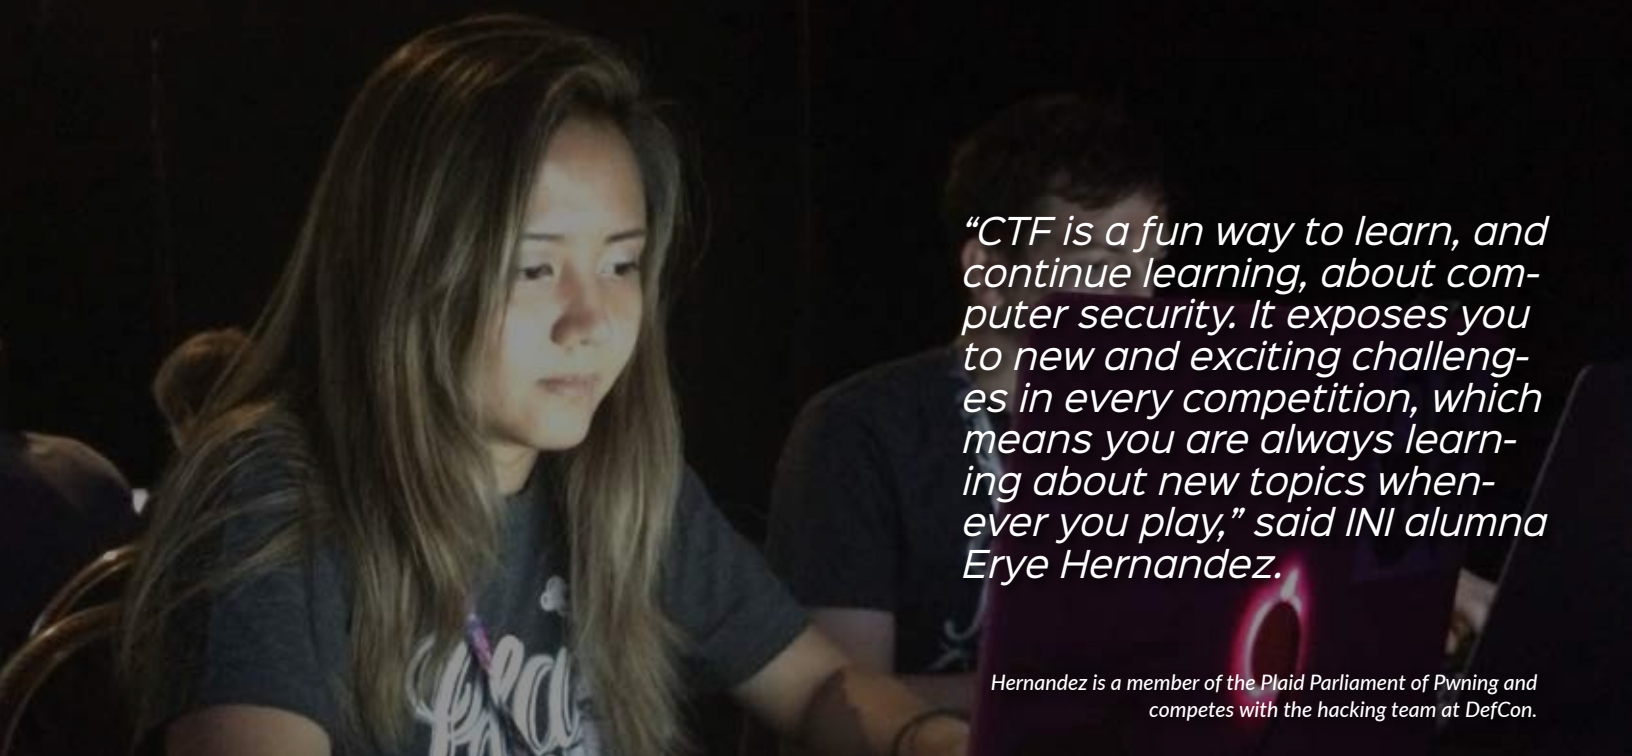 “CTF is a fun way to learn, and
continue learning, about com-
puter security. It exposes you
to new and exciting challeng-
es in every competition, which
means you are always learn-
ing about new topics when-
ever you play,” said INI alumna
Erye Hernandez.
Hernandez is a member of the Plaid Parliament of Pwning and
competes with the hacking team at DefCon.